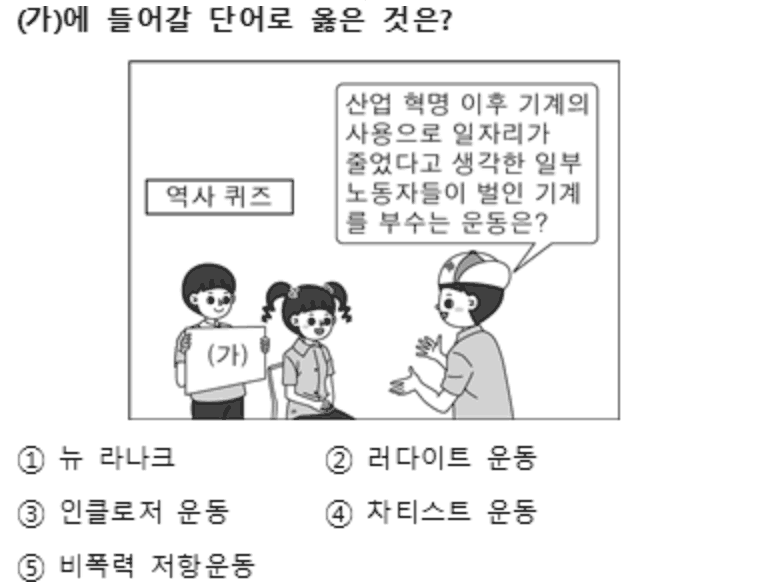 (가)에 들어갈 단어로 옳은 것은?
산업 혁명 이후 기계의
사용으로 일자리가
줄었다고 생각한 일부
노동자들이 벌인 기계
를 부수는 운동은?
역사 퀴즈
(가)
① 뉴 라나크 ② 러다이트 운동
③ 인클로저 운동 ④ 차티스트 운동
⑤ 비폭력 저항운동